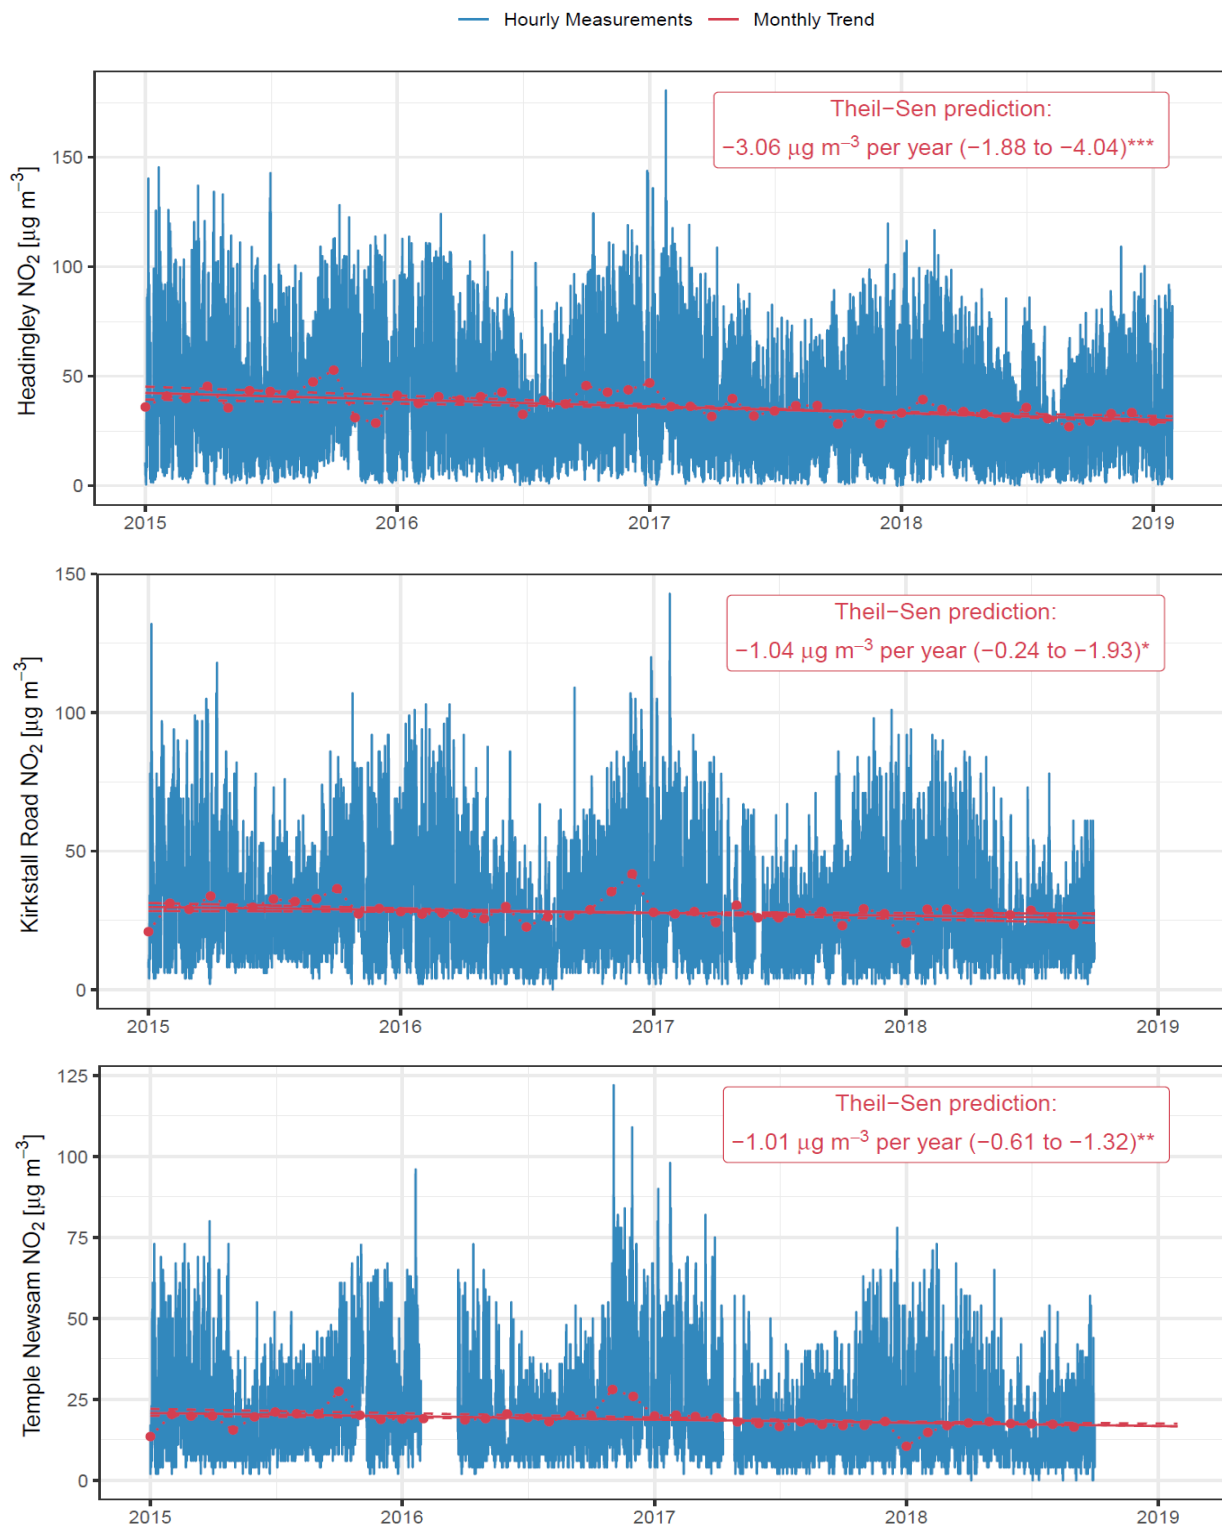 Hourly Measurements Monthly Trend
Headingley NO₂ [μg m⁻³]
150
100
50
0
Theil−Sen prediction:
−3.06 μg m⁻³ per year (−1.88 to −4.04)***
2015 2016 2017 2018 2019
Kirkstall Road NO₂ [μg m⁻³]
150
100
50
0
Theil−Sen prediction:
−1.04 μg m⁻³ per year (−0.24 to −1.93)*
2015 2016 2017 2018 2019
Temple Newsam NO₂ [μg m⁻³]
125
100
75
50
25
0
Theil−Sen prediction:
−1.01 μg m⁻³ per year (−0.61 to −1.32)**
2015 2016 2017 2018 2019